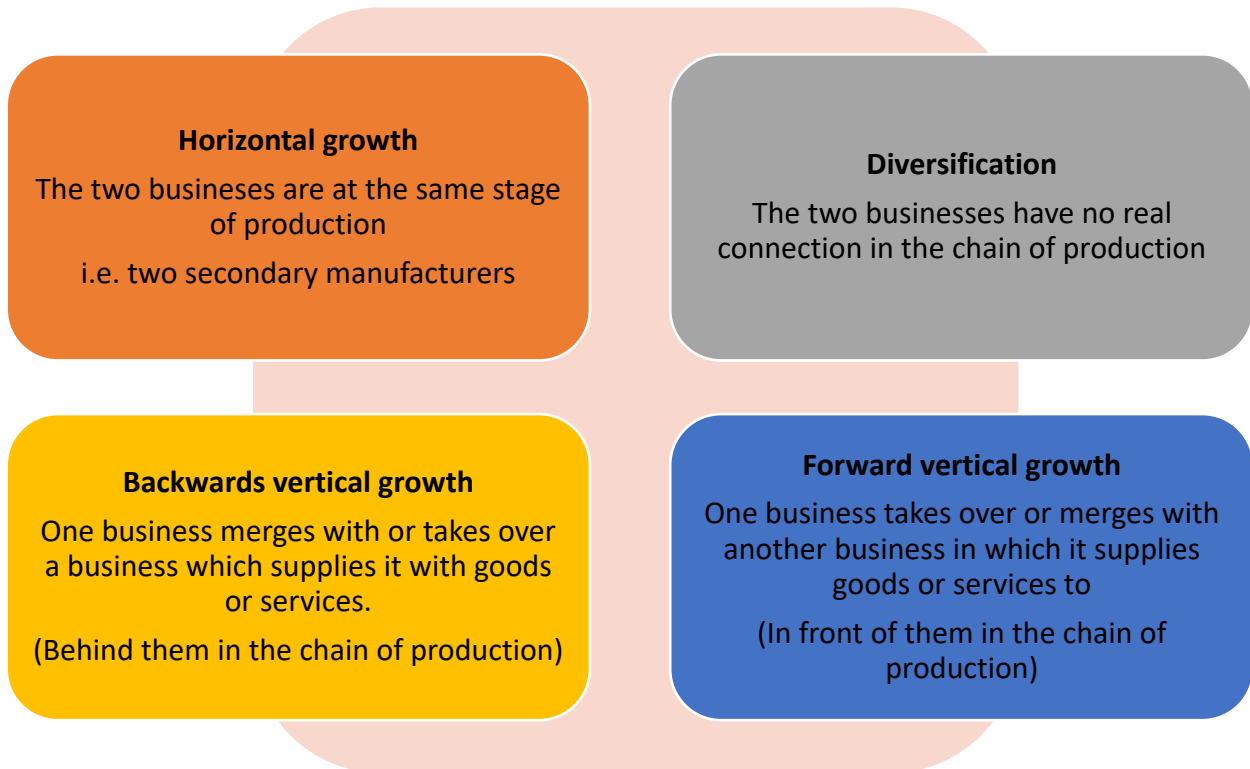 Horizontal growth
The two busineses are at the same stage
of production
i.e. two secondary manufacturers
Diversification
The two businesses have no real
connection in the chain of production
Backwards vertical growth
One business merges with or takes over
a business which supplies it with goods
or services.
(Behind them in the chain of production)
Forward vertical growth
One business takes over or merges with
another business in which it supplies
goods or services to
(In front of them in the chain of
production)